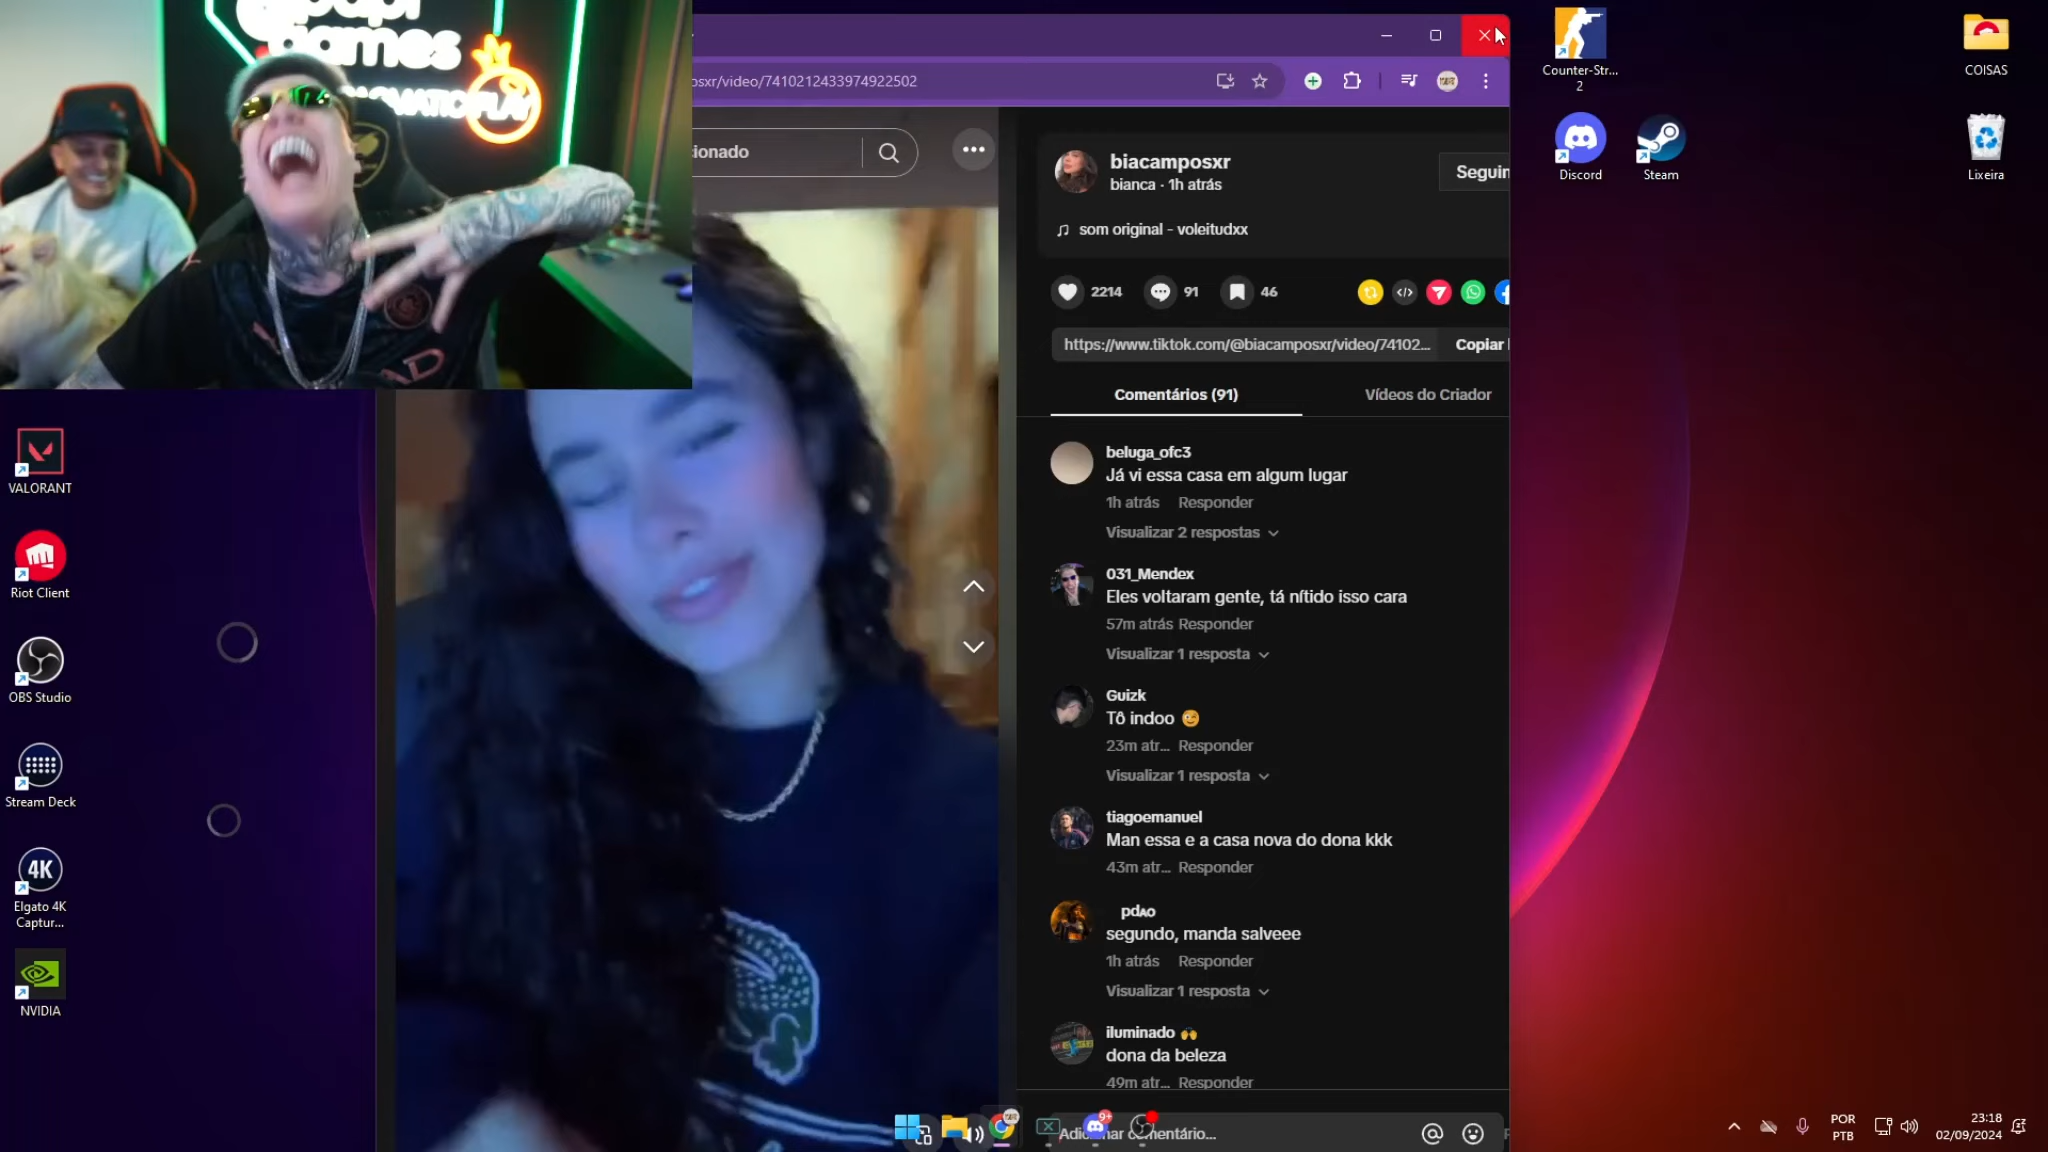 games
osxr/video/7410212433974922502
ionado
biacamposxr
bianca · 1h atrás
Seguin
som original - voleitudxx
2214
91
46
https://www.tiktok.com/@biacamposxr/video/74102...
Copiar
Comentários (91)
Vídeos do Criador
beluga_ofc3
Já vi essa casa em algum lugar
1h atrás Responder
Visualizar 2 respostas
031_Mendex
Eles voltaram gente, tá nítido isso cara
57m atrás Responder
Visualizar 1 resposta
Guizk
Tô indoo 😉
23m atr... Responder
Visualizar 1 resposta
tiagoemanuel
Man essa e a casa nova do dona kkk
43m atr... Responder
pdᴀo
segundo, manda salveee
1h atrás Responder
Visualizar 1 resposta
iluminado 🙌
dona da beleza
49m atr... Responder
Adicionar comentário...
VALORANT
Riot Client
OBS Studio
Stream Deck
4K
Elgato 4K
Captur...
NVIDIA
Counter-Str...
2
Discord
Steam
COISAS
Lixeira
9+
POR
PTB
23:18
02/09/2024